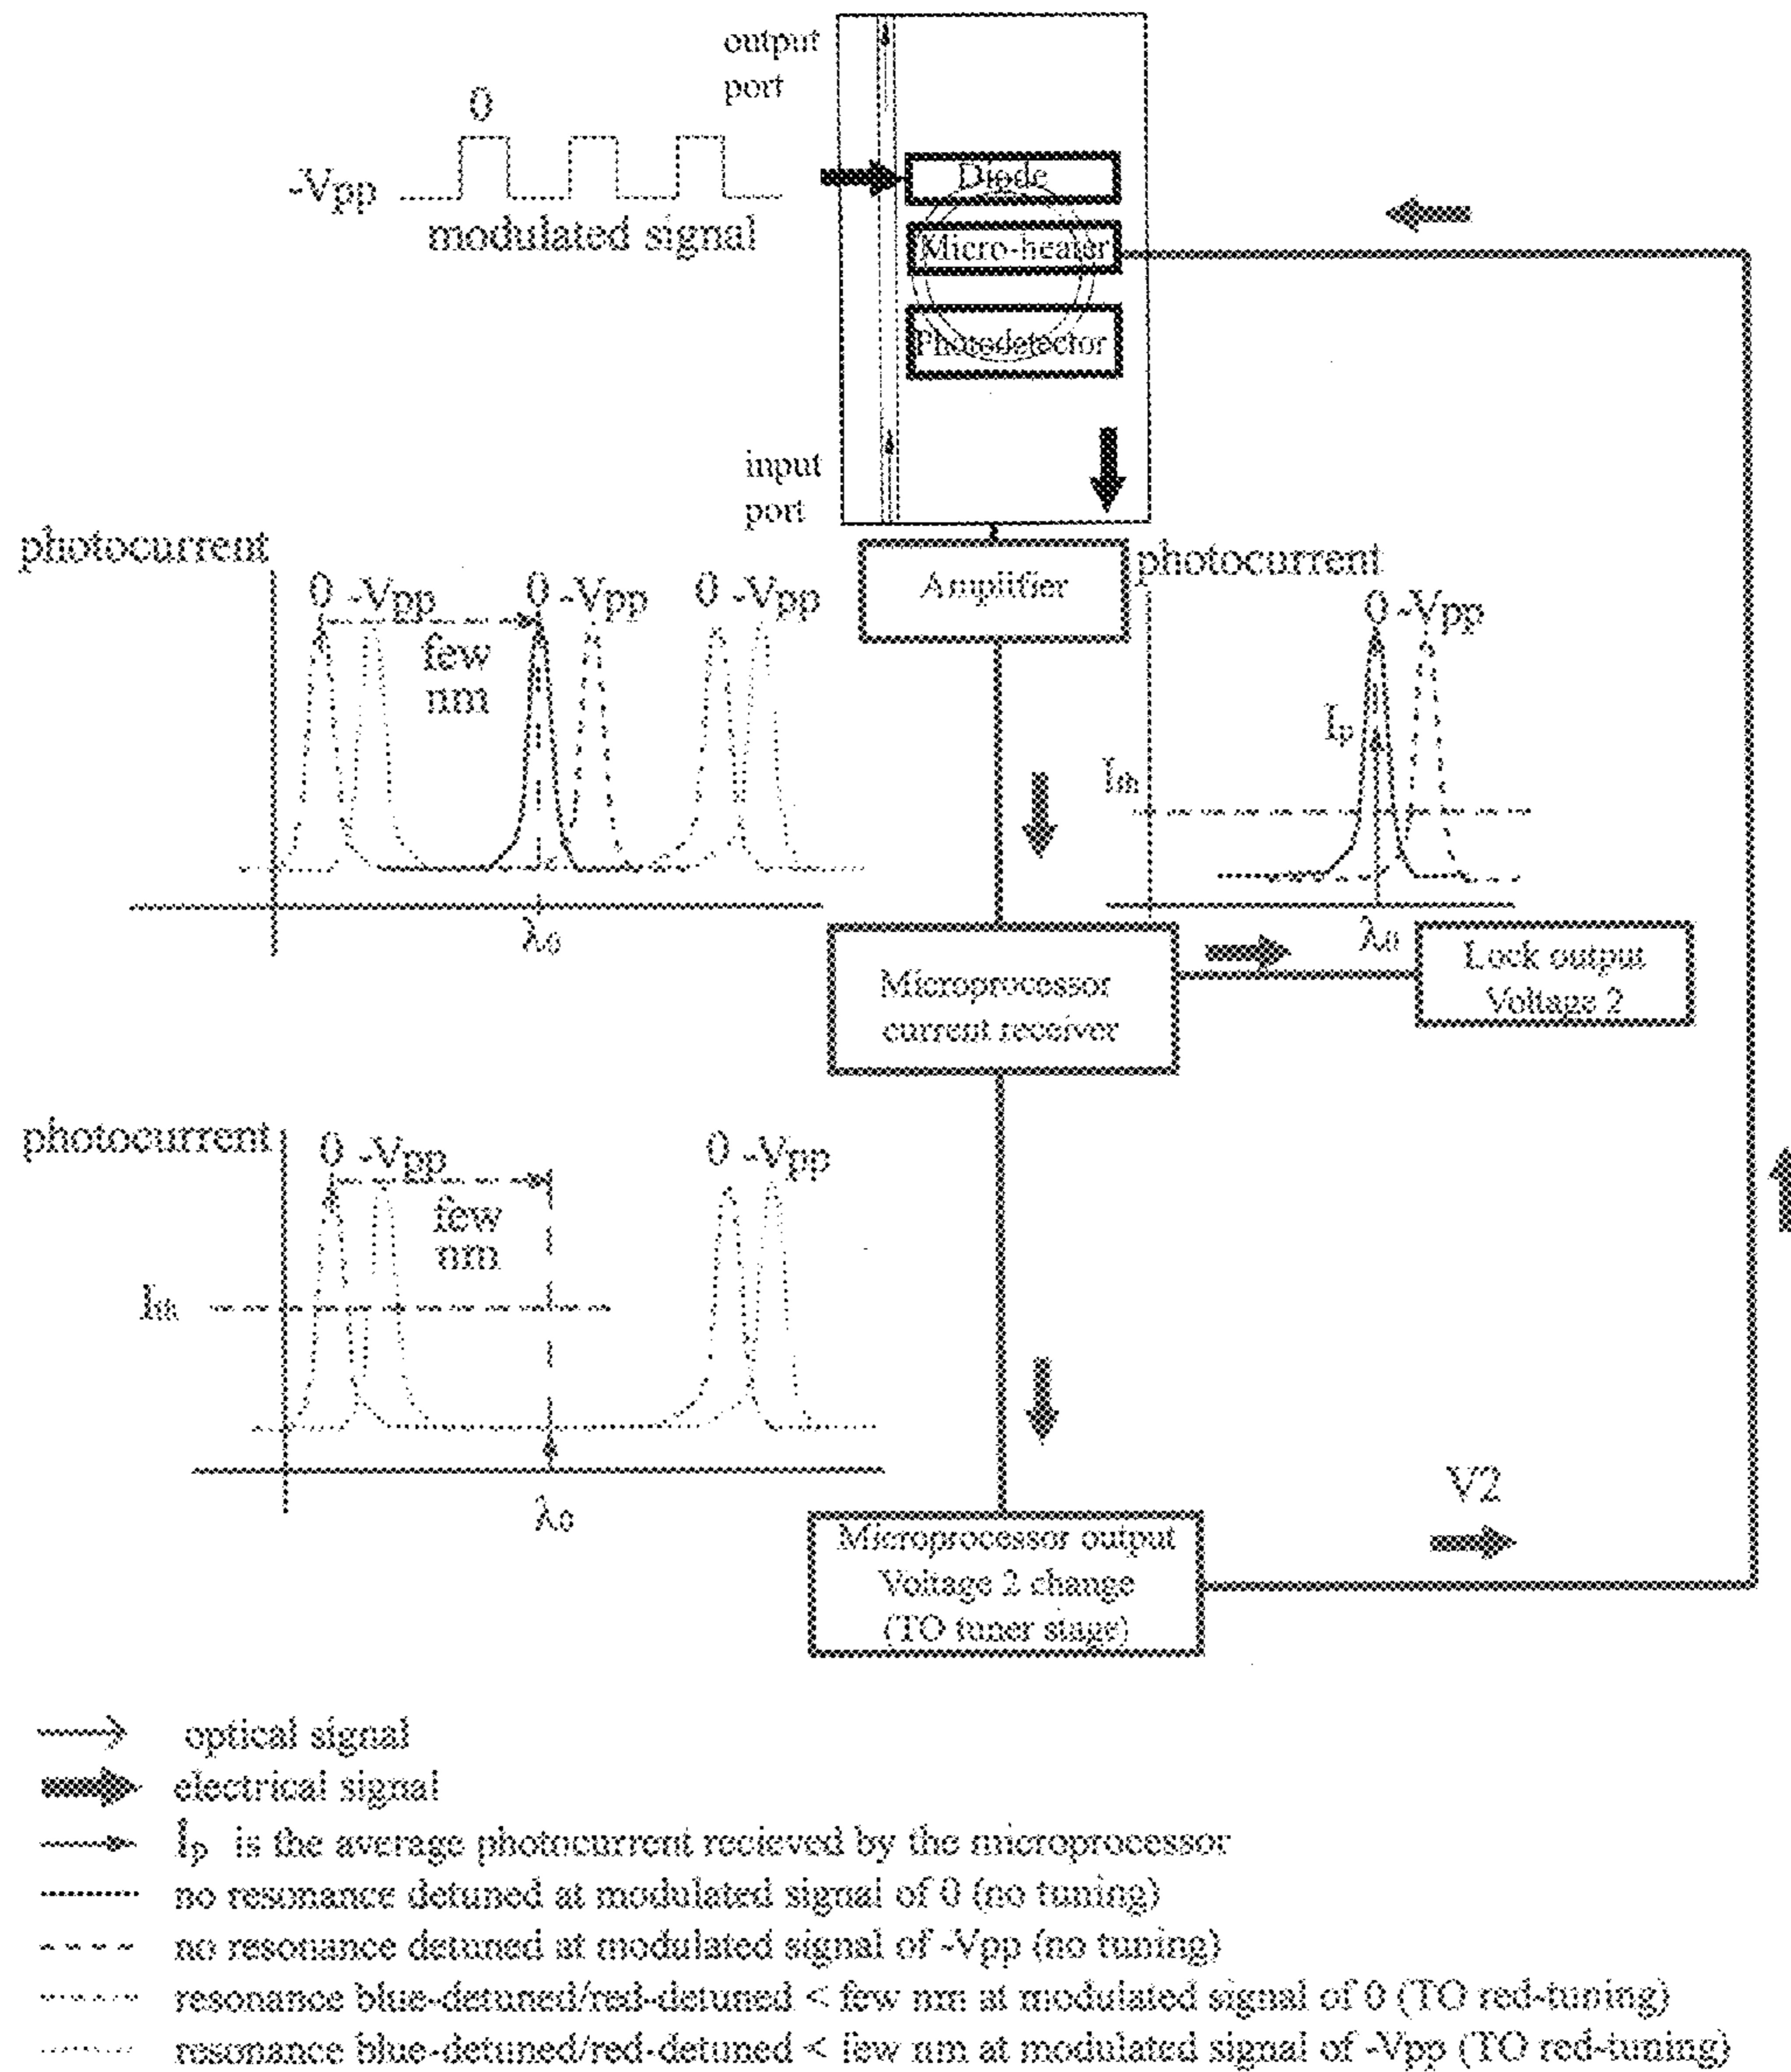 output
port
0
-Vpp
modulated signal
Diode
Micro-heater
Photodetector
input
port
photocurrent
0 -Vpp
0 -Vpp
0 -Vpp
few
nm
λ0
Amplifier
photocurrent
0 -Vpp
Ip
Ith
λ0
Microprocessor
current receiver
Lock output
Voltage 2
photocurrent
0 -Vpp
0 -Vpp
few
nm
Ith
λ0
V2
Microprocessor output
Voltage 2 change
(TO tuner stage)
optical signal
electrical signal
Ip is the average photocurrent recieved by the microprocessor
no resonance detuned at modulated signal of 0 (no tuning)
no resonance detuned at modulated signal of -Vpp (no tuning)
resonance blue-detuned/red-detuned < few nm at modulated signal of 0 (TO red-tuning)
resonance blue-detuned/red-detuned < few nm at modulated signal of -Vpp (TO red-tuning)